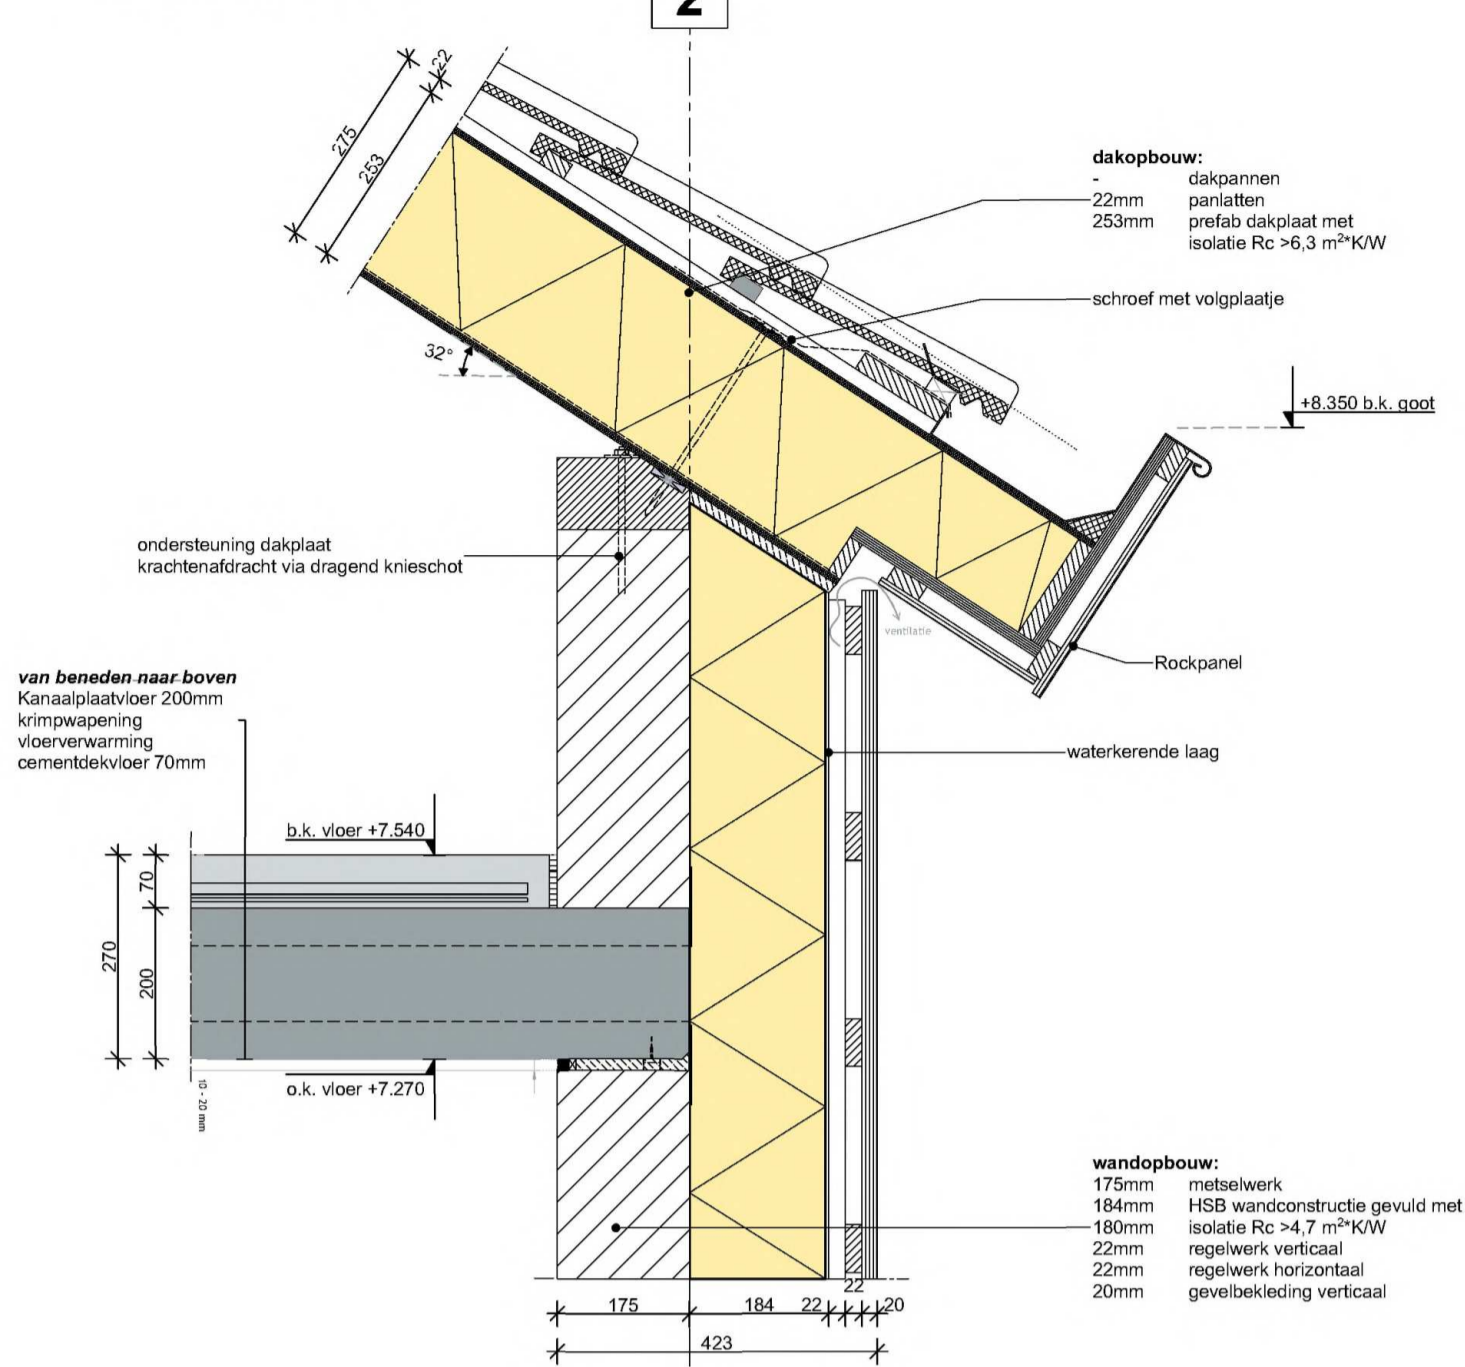 2
275
22
253
32°
dakopbouw:
- dakpannen
22mm panlatten
253mm prefab dakplaat met
isolatie Rc >6,3 m²*K/W
schroef met volgplaatje
+8.350 b.k. goot
ondersteuning dakplaat
krachtenafdracht via dragend knieschot
ventilatie
Rockpanel
van beneden naar boven
Kanaalplaatvloer 200mm
krimpwapening
vloerverwarming
cementdekvloer 70mm
waterkerende laag
b.k. vloer +7.540
70
270
200
o.k. vloer +7.270
10 - 20 mm
wandopbouw:
175mm metselwerk
184mm HSB wandconstructie gevuld met
180mm isolatie Rc >4,7 m²*K/W
22mm regelwerk verticaal
22mm regelwerk horizontaal
20mm gevelbekleding verticaal
22
175 184 22 20
423